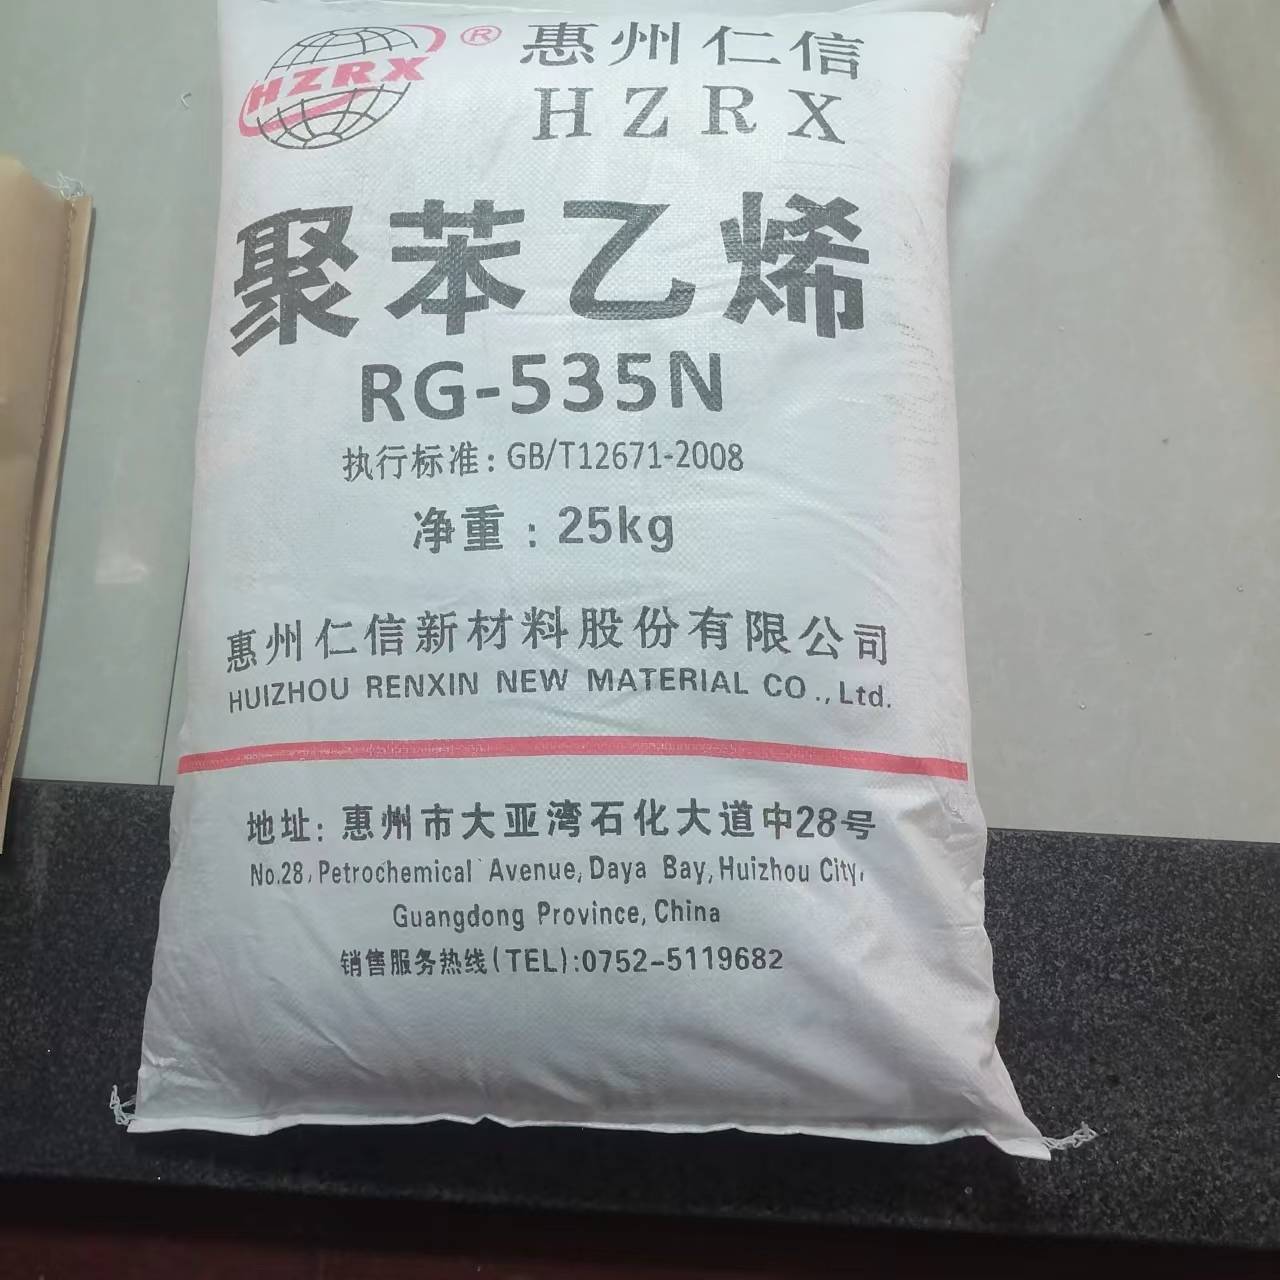 HZRX ®
惠州仁信
HZRX
聚苯乙烯
RG-535N
执行标准：GB/T12671-2008
净重：25kg
惠州仁信新材料股份有限公司
HUIZHOU RENXIN NEW MATERIAL CO.,Ltd.
地址：惠州市大亚湾石化大道中28号
No.28, Petrochemical Avenue, Daya Bay, Huizhou City,
Guangdong Province, China
销售服务热线(TEL):0752-5119682